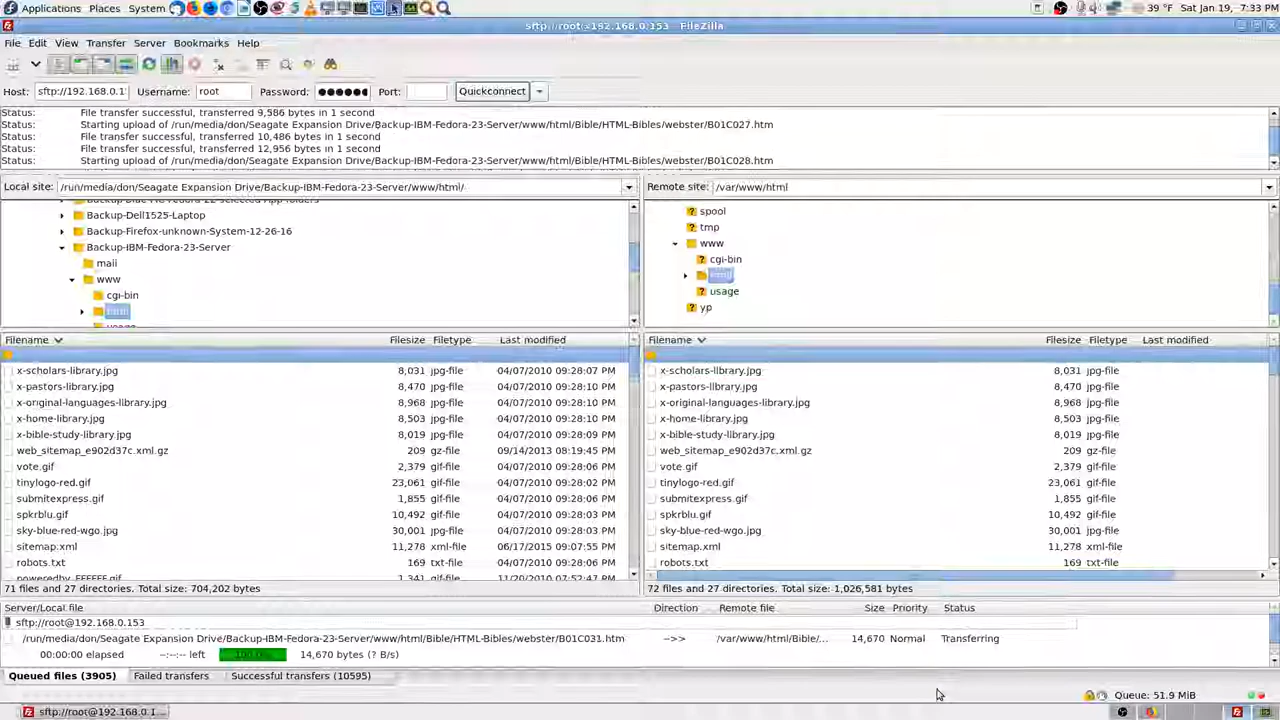 Applications Places System 39 °F Sat Jan 19, 7:33 PM
sftp://root@192.168.0.153 - FileZilla
File Edit View Transfer Server Bookmarks Help
Host: sftp://192.168.0.1 Username: root Password: ●●●●●● Port: Quickconnect
Status: File transfer successful, transferred 9,586 bytes in 1 second
Status: Starting upload of /run/media/don/Seagate Expansion Drive/Backup-IBM-Fedora-23-Server/www/html/Bible/HTML-Bibles/webster/B01C027.htm
Status: File transfer successful, transferred 10,486 bytes in 1 second
Status: File transfer successful, transferred 12,956 bytes in 1 second
Status: Starting upload of /run/media/don/Seagate Expansion Drive/Backup-IBM-Fedora-23-Server/www/html/Bible/HTML-Bibles/webster/B01C028.htm
Local site: /run/media/don/Seagate Expansion Drive/Backup-IBM-Fedora-23-Server/www/html/ Remote site: /var/www/html
Backup-Dell1525-Laptop
Backup-Firefox-unknown-System-12-26-16
Backup-IBM-Fedora-23-Server
mail
www
cgi-bin
html
usage
spool
tmp
www
cgi-bin
html
usage
yp
Filename Filesize Filetype Last modified Filename Filesize Filetype Last modified
x-scholars-library.jpg 8,031 jpg-file 04/07/2010 09:28:07 PM x-scholars-library.jpg 8,031 jpg-file
x-pastors-library.jpg 8,470 jpg-file 04/07/2010 09:28:10 PM x-pastors-library.jpg 8,470 jpg-file
x-original-languages-library.jpg 8,968 jpg-file 04/07/2010 09:28:10 PM x-original-languages-library.jpg 8,968 jpg-file
x-home-library.jpg 8,503 jpg-file 04/07/2010 09:28:10 PM x-home-library.jpg 8,503 jpg-file
x-bible-study-library.jpg 8,019 jpg-file 04/07/2010 09:28:09 PM x-bible-study-library.jpg 8,019 jpg-file
web_sitemap_e902d37c.xml.gz 209 gz-file 09/14/2013 08:19:45 PM web_sitemap_e902d37c.xml.gz 209 gz-file
vote.gif 2,379 gif-file 04/07/2010 09:28:06 PM vote.gif 2,379 gif-file
tinylogo-red.gif 23,061 gif-file 04/07/2010 09:28:02 PM tinylogo-red.gif 23,061 gif-file
submitexpress.gif 1,855 gif-file 04/07/2010 09:28:06 PM submitexpress.gif 1,855 gif-file
spkrblu.gif 10,492 gif-file 04/07/2010 09:28:03 PM spkrblu.gif 10,492 gif-file
sky-blue-red-wgo.jpg 30,001 jpg-file 04/07/2010 09:28:03 PM sky-blue-red-wgo.jpg 30,001 jpg-file
sitemap.xml 11,278 xml-file 06/17/2015 09:07:55 PM sitemap.xml 11,278 xml-file
robots.txt 169 txt-file 04/07/2010 09:28:06 PM robots.txt 169 txt-file
poweredby_FFFFFF.gif 1,341 gif-file 11/20/2010 07:52:47 PM
71 files and 27 directories. Total size: 704,202 bytes 72 files and 27 directories. Total size: 1,026,581 bytes
Server/Local file Direction Remote file Size Priority Status
sftp://root@192.168.0.153
/run/media/don/Seagate Expansion Drive/Backup-IBM-Fedora-23-Server/www/html/Bible/HTML-Bibles/webster/B01C031.htm -->> /var/www/html/Bible/... 14,670 Normal Transferring
00:00:00 elapsed --:--:-- left 14,670 bytes (? B/s)
Queued files (3905) Failed transfers Successful transfers (10595)
Queue: 51.9 MiB
sftp://root@192.168.0.1...